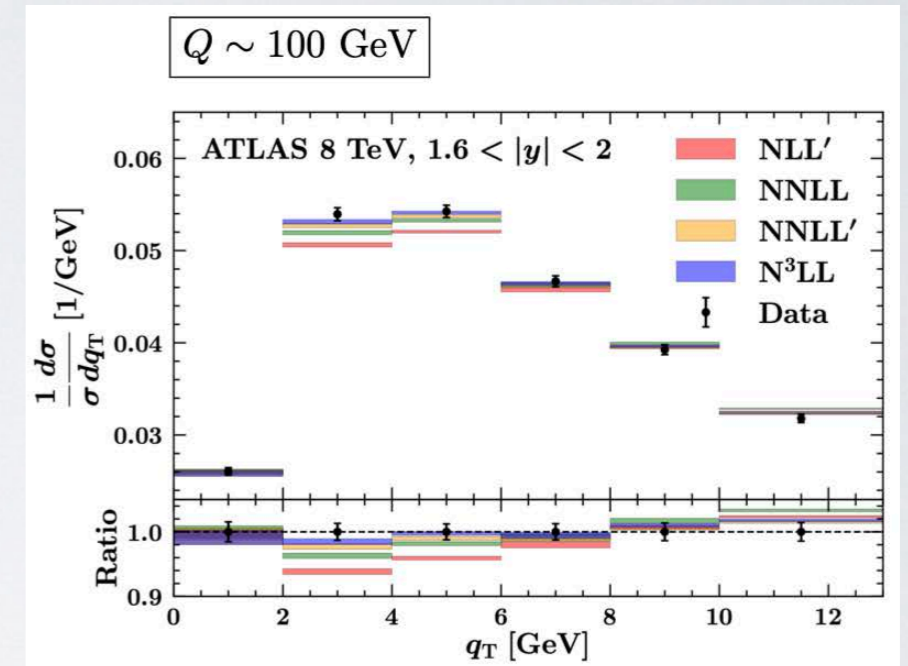 Q ~ 100 GeV
ATLAS 8 TeV, 1.6 < |y| < 2
NLL′
NNLL
NNLL′
N³LL
Data
1/σ dσ/dq_T [1/GeV]
0.06
0.05
0.04
0.03
Ratio
1.0
0.9
0 2 4 6 8 10 12
q_T [GeV]